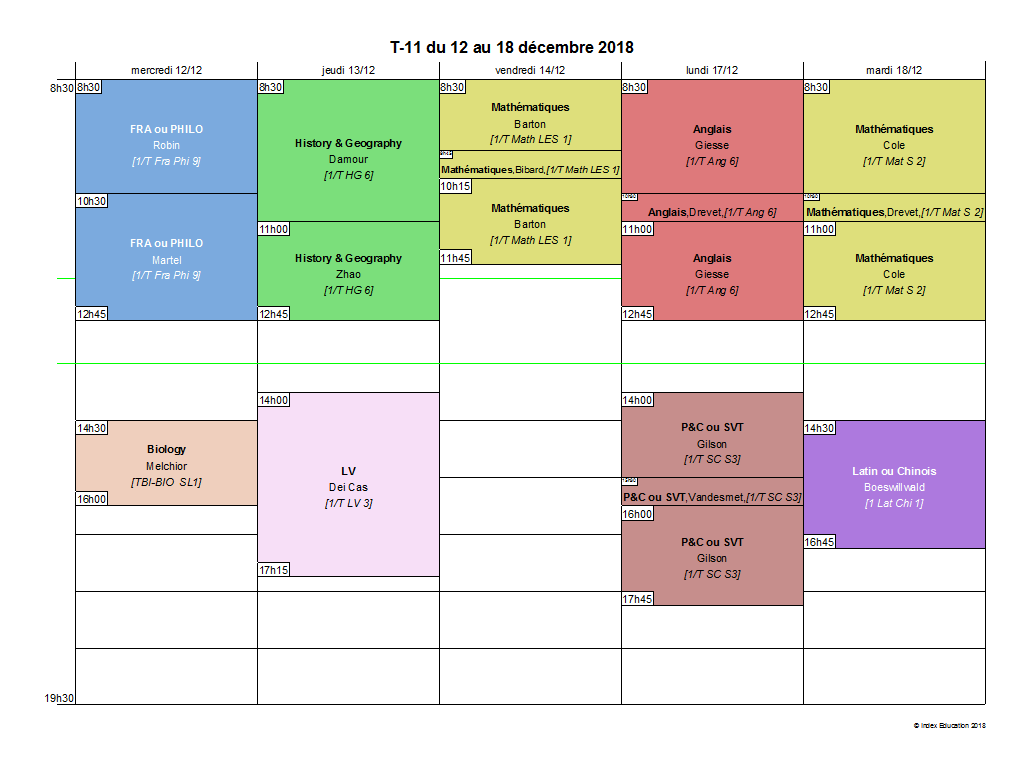 T-11 du 12 au 18 décembre 2018
mercredi 12/12
jeudi 13/12
vendredi 14/12
lundi 17/12
mardi 18/12
8h30
8h30
FRA ou PHILO
Robin
[1/T Fra Phi 9]
10h30
FRA ou PHILO
Martel
[1/T Fra Phi 9]
12h45
14h30
Biology
Melchior
[TBI-BIO SL1]
16h00
8h30
History & Geography
Damour
[1/T HG 6]
11h00
History & Geography
Zhao
[1/T HG 6]
12h45
14h00
LV
Dei Cas
[1/T LV 3]
17h15
8h30
Mathématiques
Barton
[1/T Math LES 1]
Mathématiques,Bibard,[1/T Math LES 1]
10h15
Mathématiques
Barton
[1/T Math LES 1]
11h45
8h30
Anglais
Giesse
[1/T Ang 6]
Anglais,Drevet,[1/T Ang 6]
11h00
Anglais
Giesse
[1/T Ang 6]
12h45
14h00
P&C ou SVT
Gilson
[1/T SC S3]
P&C ou SVT,Vandesmet,[1/T SC S3]
16h00
P&C ou SVT
Gilson
[1/T SC S3]
17h45
8h30
Mathématiques
Cole
[1/T Mat S 2]
Mathématiques,Drevet,[1/T Mat S 2]
11h00
Mathématiques
Cole
[1/T Mat S 2]
12h45
14h30
Latin ou Chinois
Boeswillwald
[1 Lat Chi 1]
16h45
19h30
© Index Education 2018